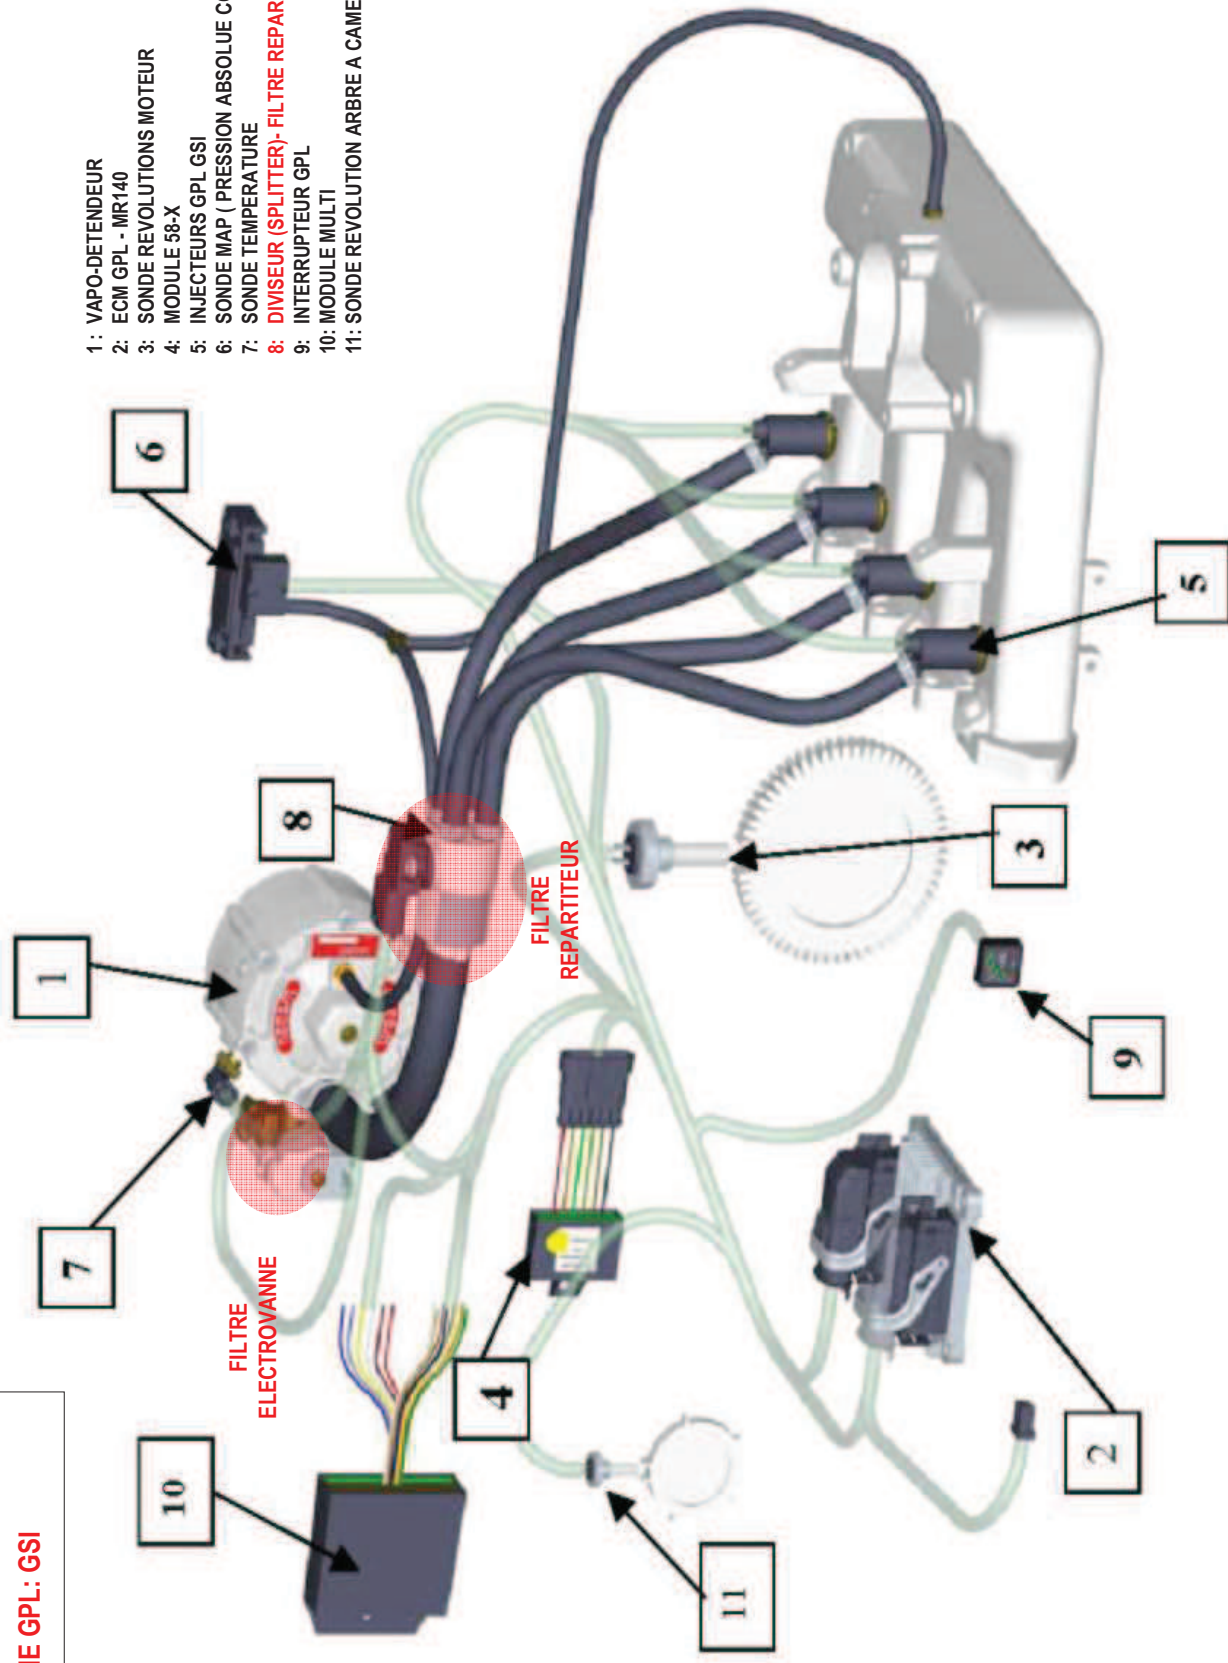 GPL: GSI
1 : VAPO-DETENDEUR
2: ECM GPL - MR140
3: SONDE REVOLUTIONS MOTEUR
4: MODULE 58-X
5: INJECTEURS GPL GSI
6: SONDE MAP ( PRESSION ABSOLUE
7: SONDE TEMPERATURE
8: DIVISEUR (SPLITTER)- FILTRE
9: INTERRUPTEUR GPL
10: MODULE MULTI
11: SONDE REVOLUTION ARBRE A
6
1
8
7
FILTRE
ELECTROVANNE
10
FILTRE
REPARTITEUR
4
5
3
9
11
2